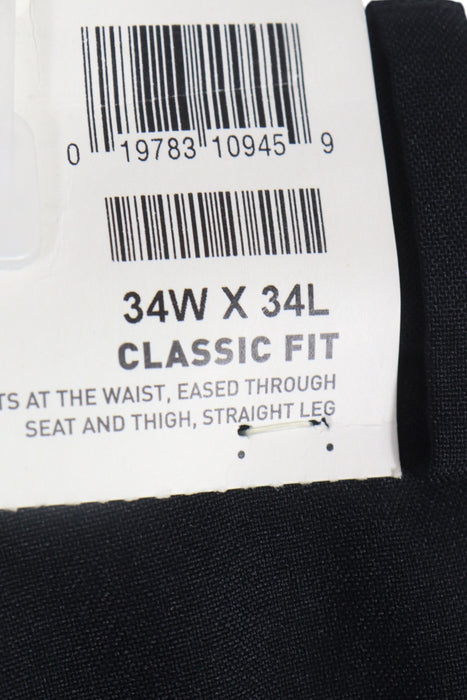 0 19783 10945 9
34W X 34L
CLASSIC FIT
TS AT THE WAIST, EASED THROUGH
SEAT AND THIGH, STRAIGHT LEG